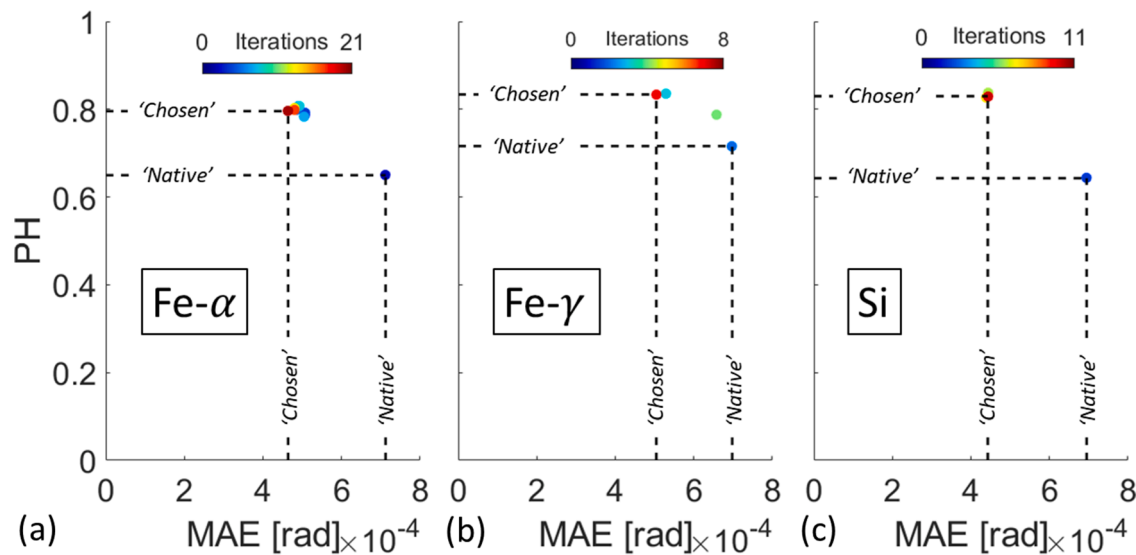 0 Iterations 21
0 Iterations 8
0 Iterations 11
PH
1
0.8
0.6
0.4
0.2
0
‘Chosen’
‘Native’
Fe-α
‘Chosen’
‘Native’
0 2 4 6 8
(a)
MAE [rad]×10-4
‘Chosen’
‘Native’
Fe-γ
‘Chosen’
‘Native’
0 2 4 6 8
(b)
MAE [rad]×10-4
‘Chosen’
‘Native’
Si
‘Chosen’
‘Native’
0 2 4 6 8
(c)
MAE [rad]×10-4